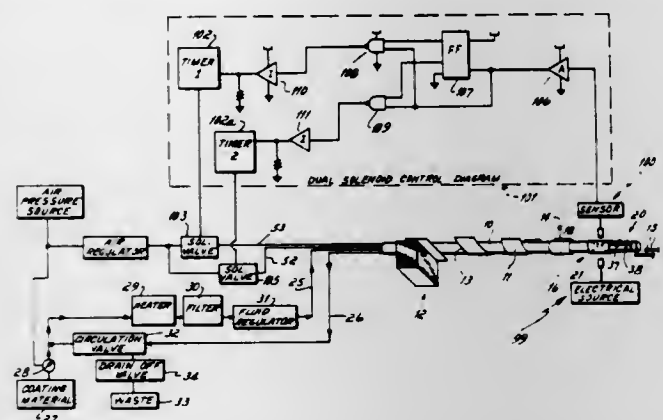 102
TIMER 1
I
110
108
FF
107
A
106
182a
TIMER 2
I
111
109
DUAL SOLENOID CONTROL DIAGRAM
101
AIR PRESSURE SOURCE
AIR REGULATOR
103
SOL. VALVE
53
SOL. VALVE
105
52
25
26
29
HEATER
30
FILTER
31
FLUID REGULATOR
CIRCULATION VALVE
32
DRAIN OFF VALVE
34
WASTE
33
28
COATING MATERIAL
27
SENSOR
100
10
11
12
13
14
18
20
15
16
21
37
38
ELECTRICAL SOURCE
99